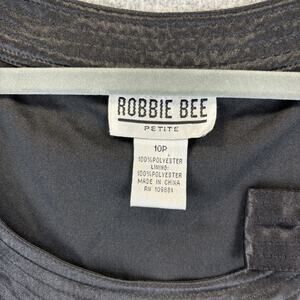 ROBBIE BEE
PETITE
10P
100%POLYESTER
LINING:
100%POLYESTER
MADE IN CHINA
RN 109881